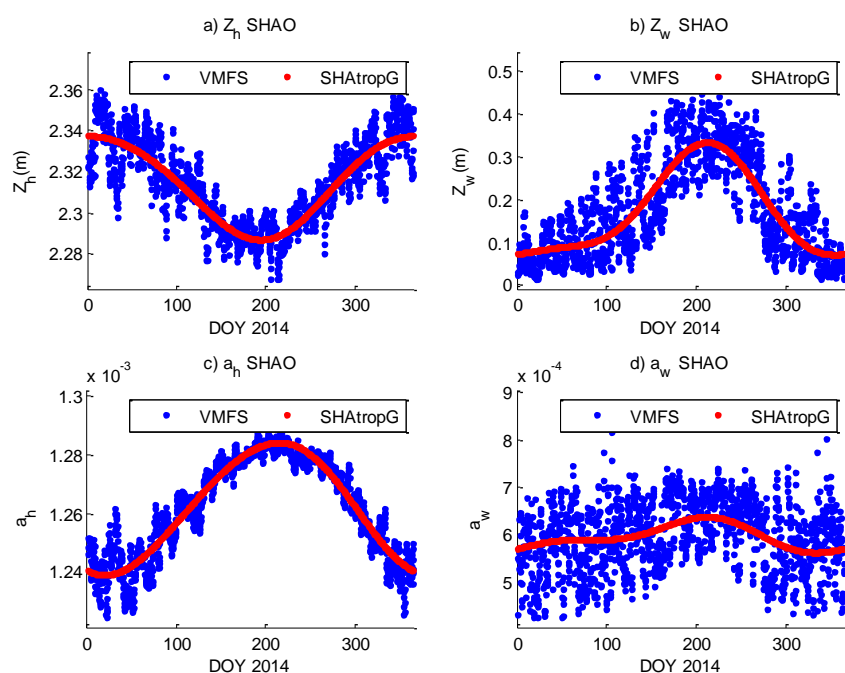 a) Z_h SHAO
VMFS SHAtropG
2.36
2.34
2.32
2.3
2.28
Z_h(m)
0 100 200 300
DOY 2014
b) Z_w SHAO
VMFS SHAtropG
0.5
0.4
0.3
0.2
0.1
0
Z_w(m)
0 100 200 300
DOY 2014
c) a_h SHAO
x 10^-3
VMFS SHAtropG
1.3
1.28
1.26
1.24
a_h
0 100 200 300
DOY 2014
d) a_w SHAO
x 10^-4
VMFS SHAtropG
9
8
7
6
5
a_w
0 100 200 300
DOY 2014